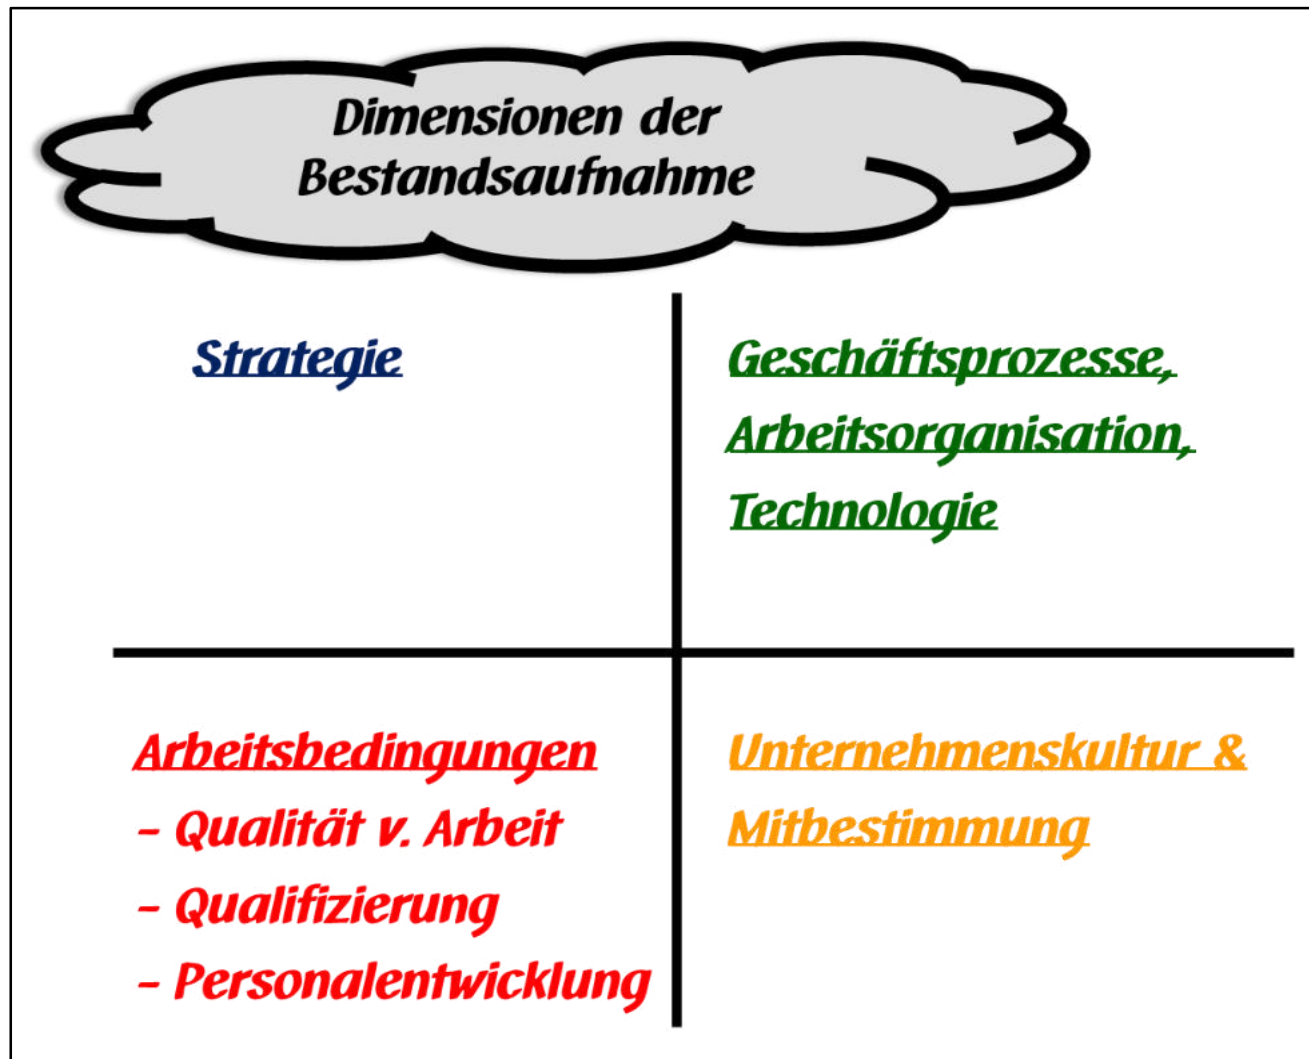 Dimensionen der
Bestandsaufnahme
Strategie
Geschäftsprozesse,
Arbeitsorganisation,
Technologie
Arbeitsbedingungen
- Qualität v. Arbeit
- Qualifizierung
- Personalentwicklung
Unternehmenskultur &
Mitbestimmung